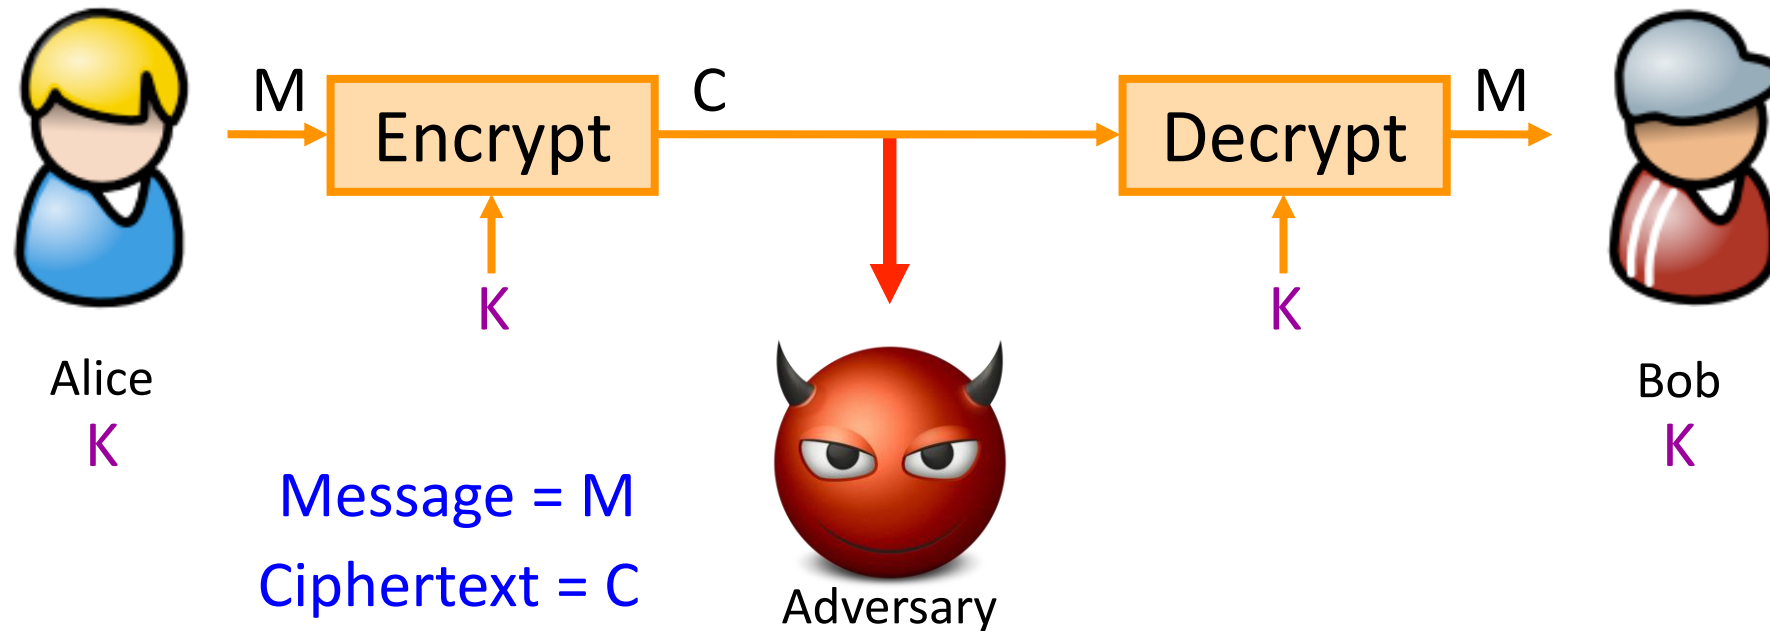 M
Encrypt
C
Decrypt
M
K
K
Alice
K
Bob
K
Message = M
Ciphertext = C
Adversary